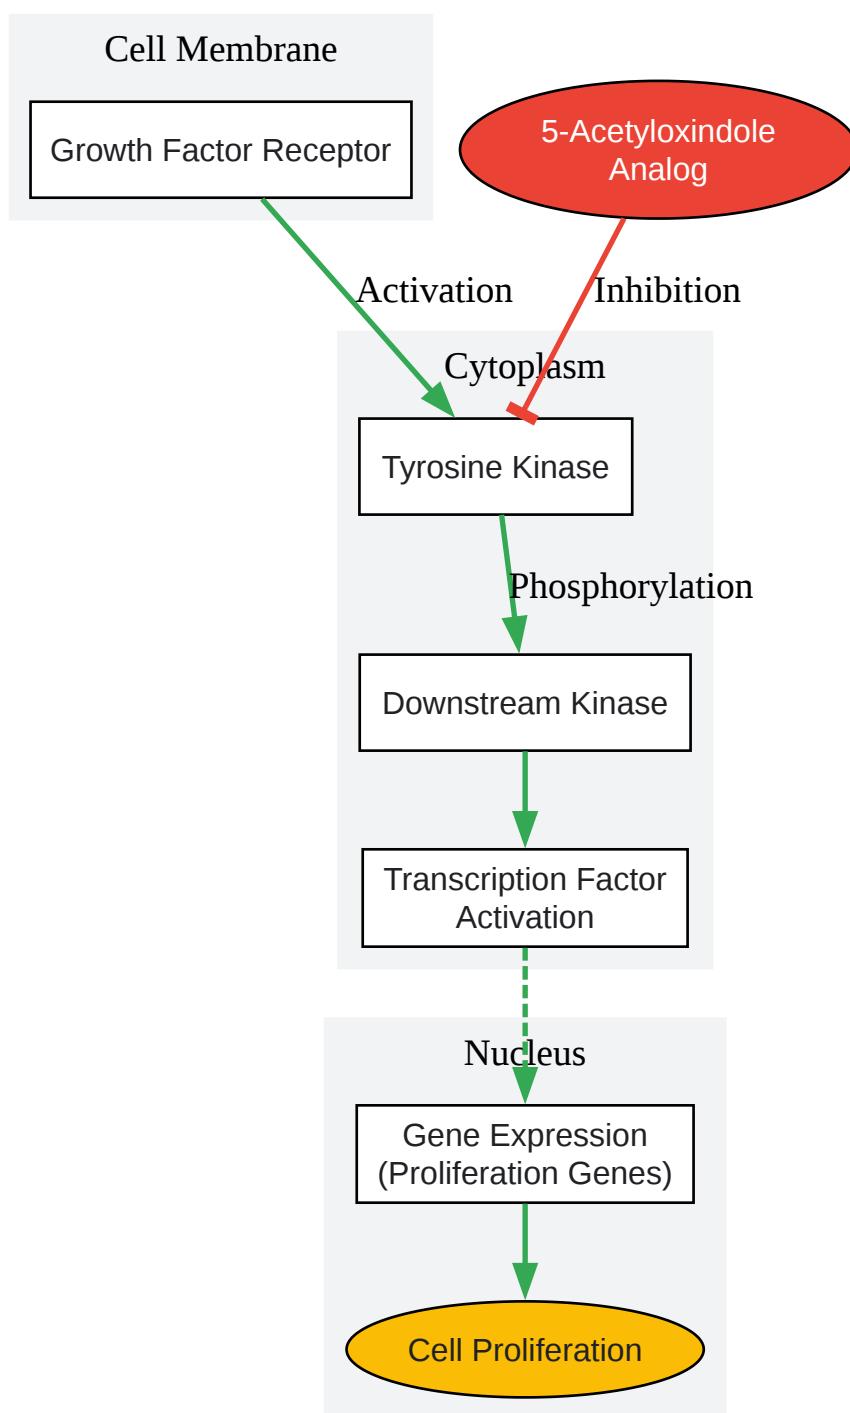 Cell Membrane
Growth Factor Receptor
5-Acetyloxindole
Analog
Activation
Inhibition
Cytoplasm
Tyrosine Kinase
Phosphorylation
Downstream Kinase
Transcription Factor
Activation
Nucleus
Gene Expression
(Proliferation Genes)
Cell Proliferation